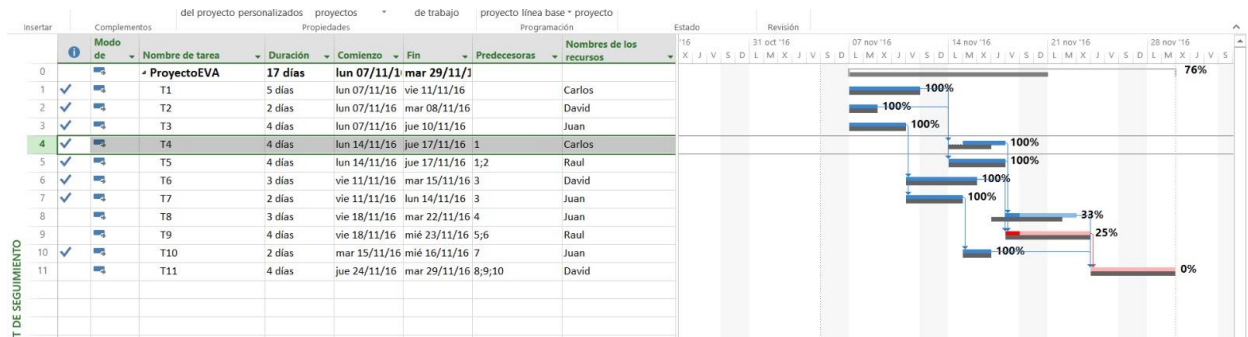 del proyecto personalizados proyectos de trabajo proyecto línea base proyecto
Insertar Complementos Propiedades Programación Estado Revisión
Modo de Nombre de tarea Duración Comienzo Fin Predecesoras Nombres de los recursos
'16 31 oct '16 07 nov '16 14 nov '16 21 nov '16 28 nov '16
X J V S D L M X J V S D L M X J V S D L M X J V S D L M X J V S D L M X J V S
0 ProyectoEVA 17 días lun 07/11/1 mar 29/11/1 76%
1 T1 5 días lun 07/11/16 vie 11/11/16 Carlos 100%
2 T2 2 días lun 07/11/16 mar 08/11/16 David 100%
3 T3 4 días lun 07/11/16 jue 10/11/16 Juan 100%
4 T4 4 días lun 14/11/16 jue 17/11/16 1 Carlos 100%
5 T5 4 días lun 14/11/16 jue 17/11/16 1;2 Raul 100%
6 T6 3 días vie 11/11/16 mar 15/11/16 3 David 100%
7 T7 2 días vie 11/11/16 lun 14/11/16 3 Juan 100%
8 T8 3 días vie 18/11/16 mar 22/11/16 4 Juan 33%
9 T9 4 días vie 18/11/16 mié 23/11/16 5;6 Raul 25%
10 T10 2 días mar 15/11/16 mié 16/11/16 7 Juan 100%
11 T11 4 días jue 24/11/16 mar 29/11/16 8;9;10 David 0%
T DE SEGUIMIENTO